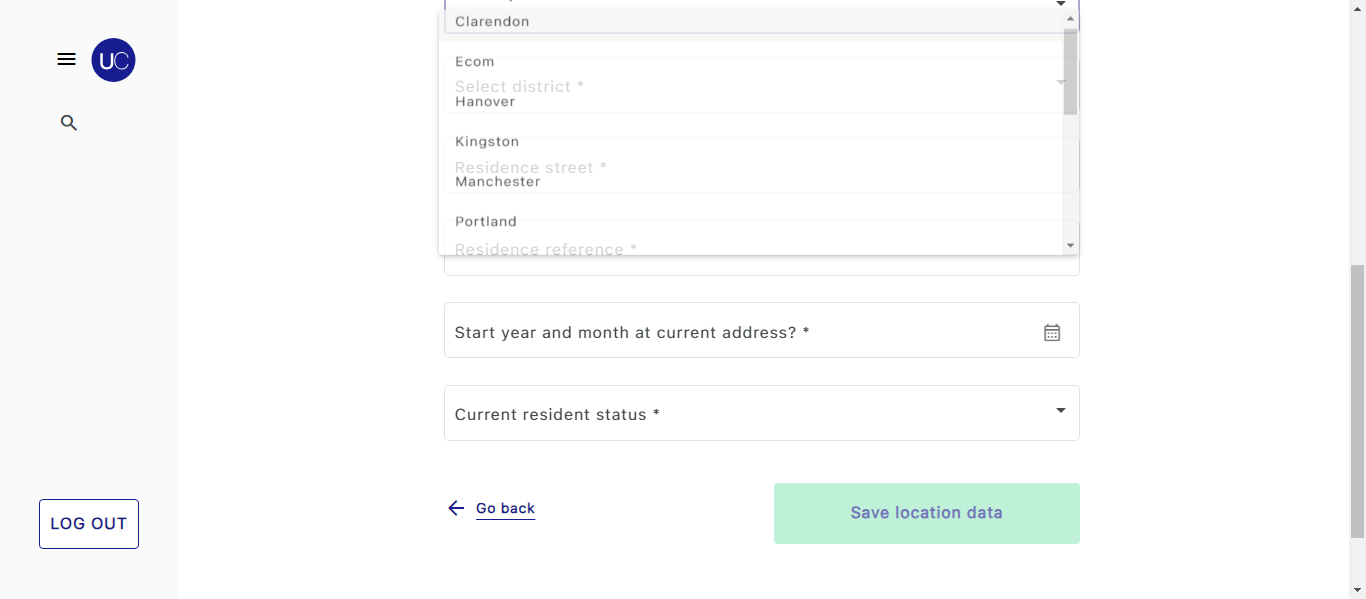 UC
Clarendon
Ecom
Select district *
Hanover
Kingston
Residence street *
Manchester
Portland
Residence reference *
Start year and month at current address? *
Current resident status *
Go back
Save location data
LOG OUT